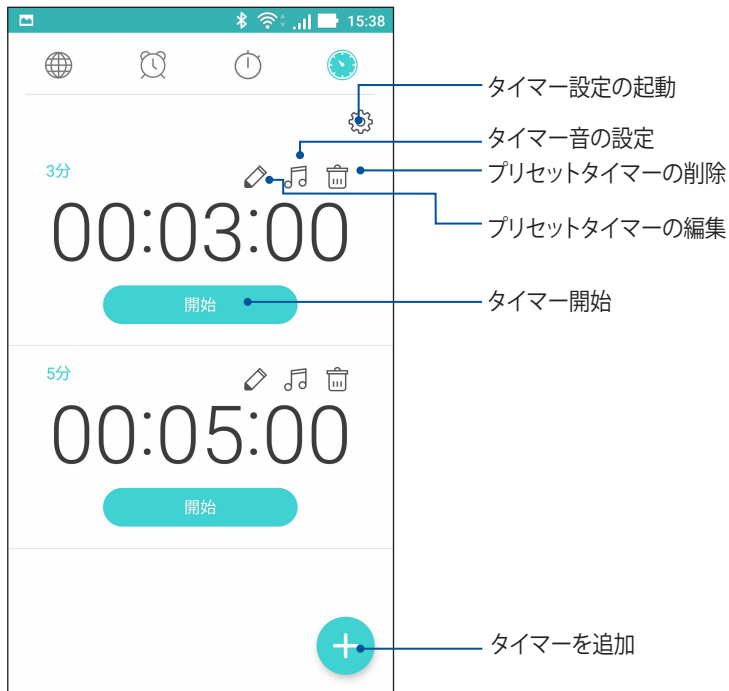 15:38
タイマー設定の起動
タイマー音の設定
3分
プリセットタイマーの削除
00:03:00
プリセットタイマーの編集
開始
タイマー開始
5分
00:05:00
開始
タイマーを追加